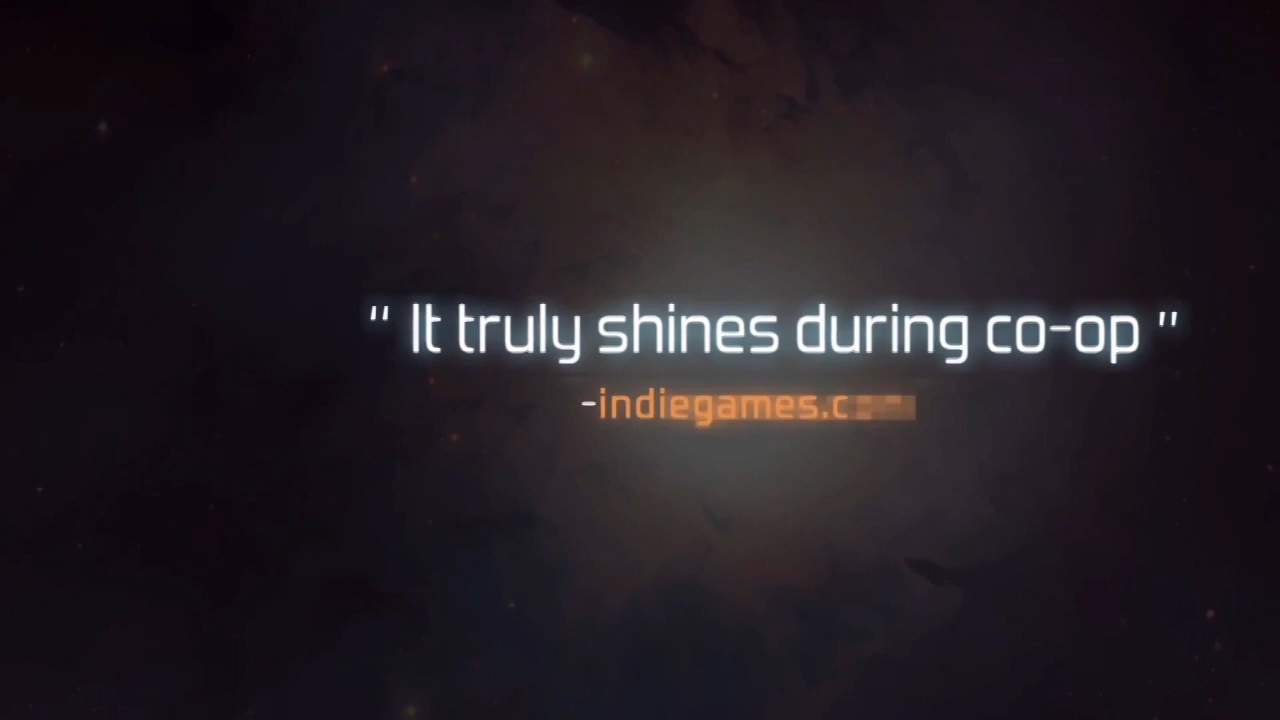 " It truly shines during co-op "
-indiegames.c